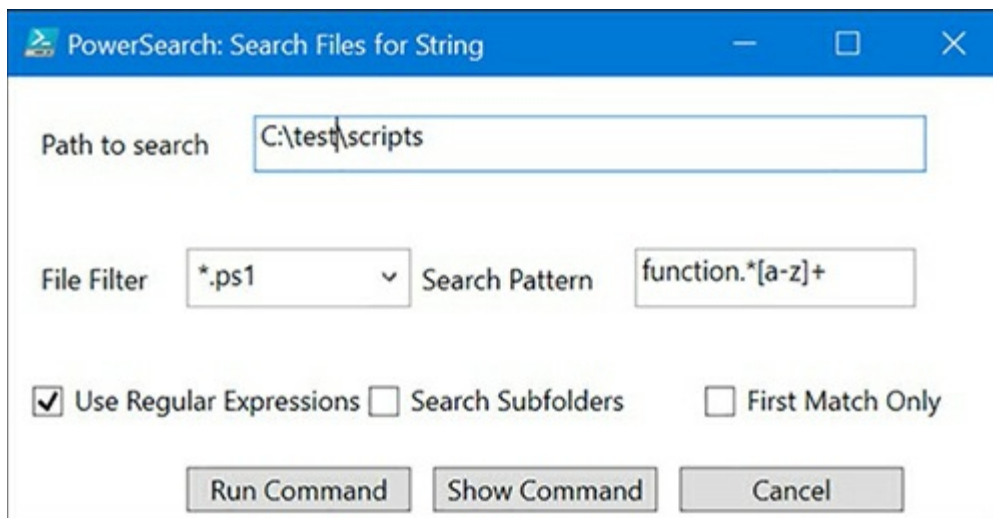 PowerSearch: Search Files for String
Path to search C:\test\scripts
File Filter *.ps1 Search Pattern function.*[a-z]+
Use Regular Expressions Search Subfolders First Match Only
Run Command Show Command Cancel